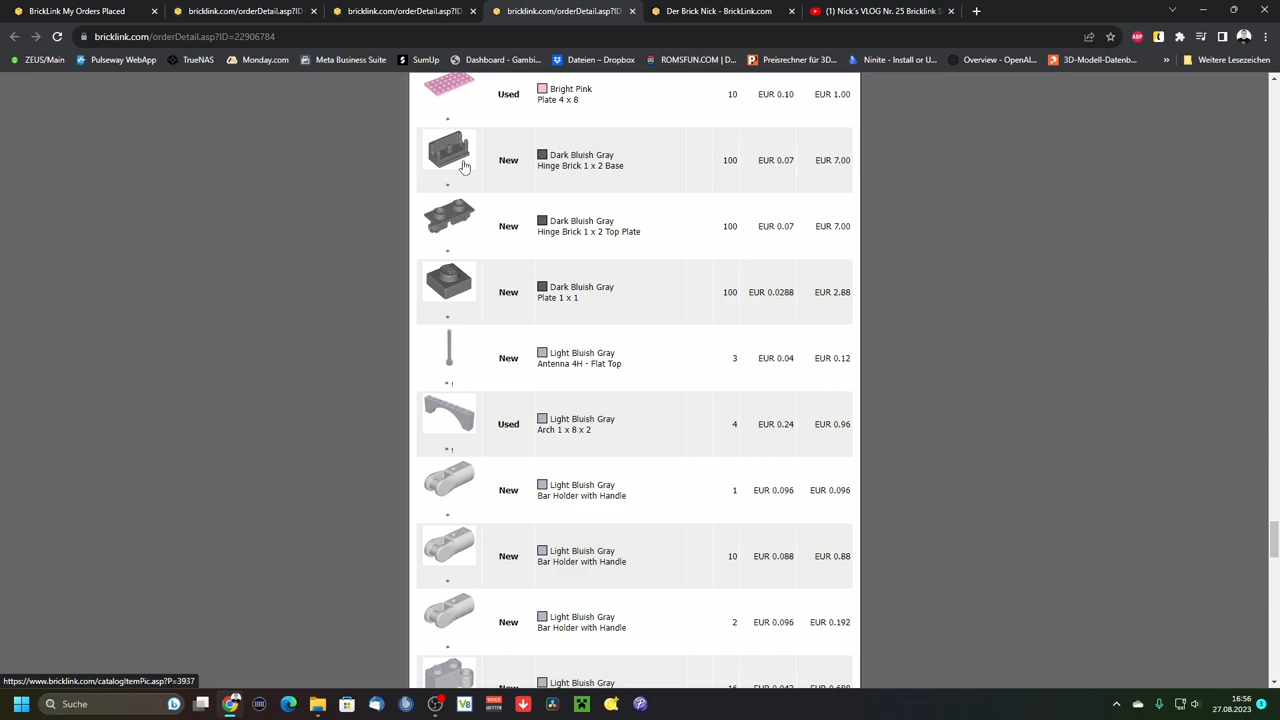 BrickLink My Orders Placed
bricklink.com/orderDetail.asp?ID
bricklink.com/orderDetail.asp?ID
bricklink.com/orderDetail.asp?ID
Der Brick Nick - BrickLink.com
(1) Nick's VLOG Nr. 25 Bricklink S
bricklink.com/orderDetail.asp?ID=22906784
ZEUSTrain
Pulseway WebApp
TrueNAS
Monday.com
Meta Business Suite
SumUp
Dashboard - Gambi...
Dateien – Dropbox
ROMSFUN.COM | D...
Preisrechner für 3D...
Ninite - Install or U...
Overview - OpenAI...
3D-Modell-Datenb...
»
Weitere Lesezeichen
Used Bright Pink 10 EUR 0.10 EUR 1.00
Plate 4 x 8
*
New Dark Bluish Gray 100 EUR 0.07 EUR 7.00
Hinge Brick 1 x 2 Base
*
New Dark Bluish Gray 100 EUR 0.07 EUR 7.00
Hinge Brick 1 x 2 Top Plate
*
New Dark Bluish Gray 100 EUR 0.0288 EUR 2.88
Plate 1 x 1
*
New Light Bluish Gray 3 EUR 0.04 EUR 0.12
Antenna 4H - Flat Top
* !
Used Light Bluish Gray 4 EUR 0.24 EUR 0.96
Arch 1 x 8 x 2
* !
New Light Bluish Gray 1 EUR 0.096 EUR 0.096
Bar Holder with Handle
*
New Light Bluish Gray 10 EUR 0.088 EUR 0.88
Bar Holder with Handle
*
New Light Bluish Gray 2 EUR 0.096 EUR 0.192
Bar Holder with Handle
*
Light Bluish Gray
https://www.bricklink.com/catalogItemPic.asp?P=3937
Suche
16:56
27.08.2023